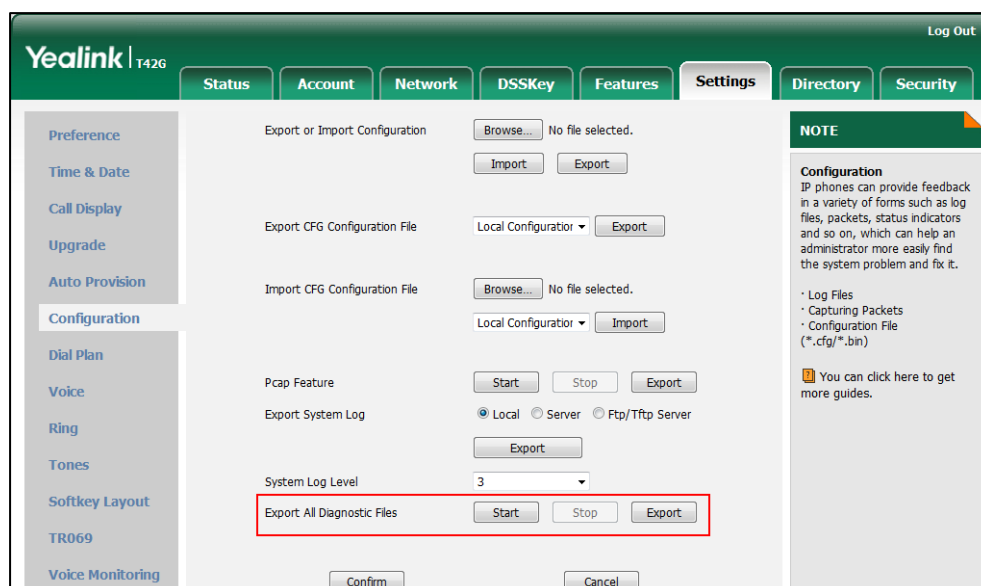 Log Out
Yealink T42G
Status Account Network DSSKey Features Settings Directory Security
Preference
Time & Date
Call Display
Upgrade
Auto Provision
Configuration
Dial Plan
Voice
Ring
Tones
Softkey Layout
TR069
Voice Monitoring
Export or Import Configuration Browse... No file selected.
Import Export
Export CFG Configuration File Local Configuration Export
Import CFG Configuration File Browse... No file selected.
Local Configuration Import
Pcap Feature Start Stop Export
Export System Log Local Server Ftp/Tftp Server
Export
System Log Level 3
Export All Diagnostic Files Start Stop Export
Confirm Cancel
NOTE
Configuration
IP phones can provide feedback
in a variety of forms such as log
files, packets, status indicators
and so on, which can help an
administrator more easily find
the system problem and fix it.
· Log Files
· Capturing Packets
· Configuration File
(*.cfg/*.bin)
You can click here to get
more guides.